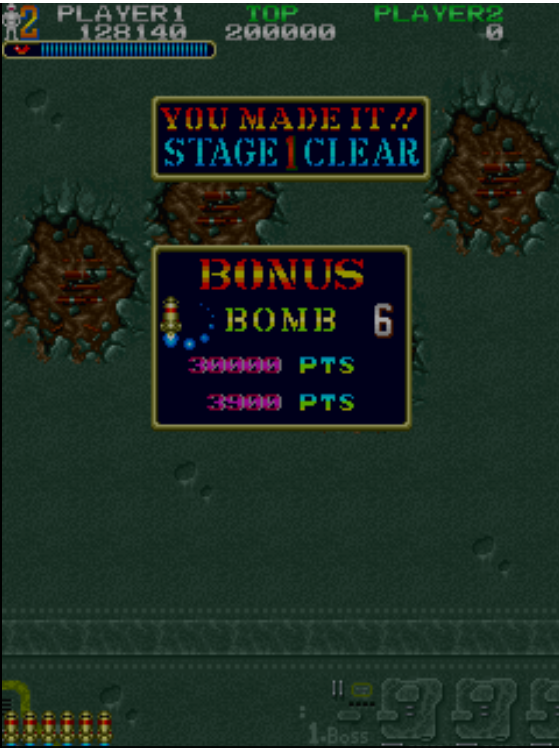 2 PLAYER1 TOP PLAYER2
128140 200000 0
YOU MADE IT!!
STAGE 1 CLEAR
BONUS
BOMB 6
30000 PTS
3900 PTS
1.Boss